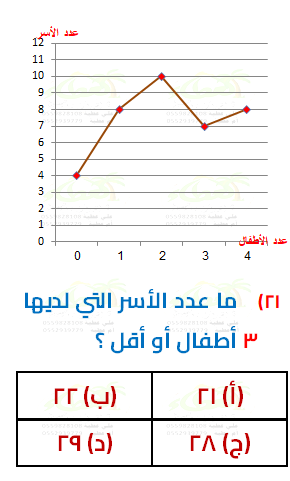 عدد الأسر
12
11
10
9
8
7
6
5
4
3
2
1
0
0 1 2 3 4
عدد الأطفال
(٢١ ما عدد الأسر التي لديها
٣ أطفال أو أقل ؟
(أ) ٢١ (ب) ٢٢
(ج) ٢٨ (د) ٢٩